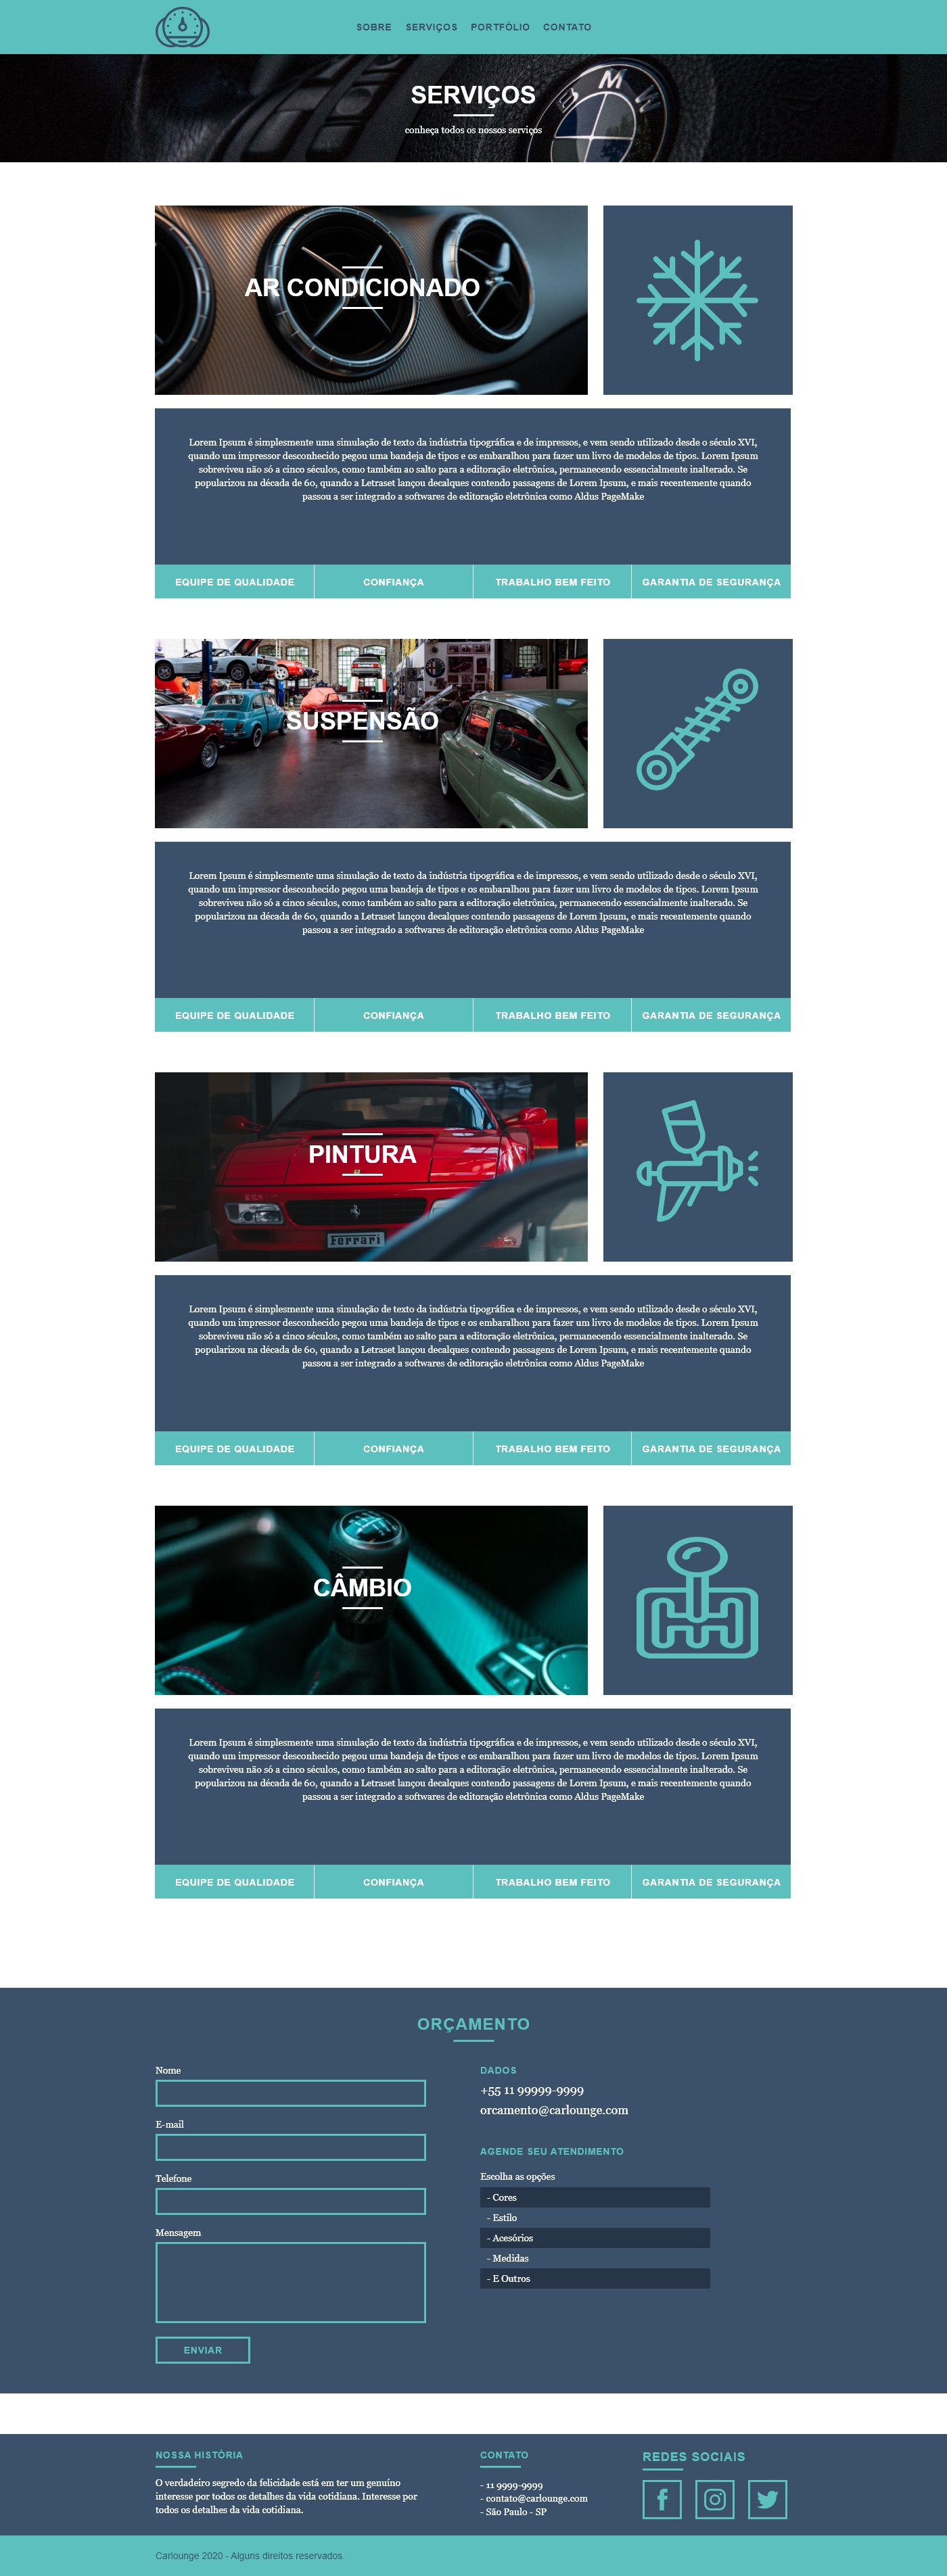 SOBRE SERVIÇOS PORTFÓLIO CONTATO
SERVIÇOS
conheça todos os nossos serviços
AR CONDICIONADO
Lorem Ipsum é simplesmente uma simulação de texto da indústria tipográfica e de impressos, e vem sendo utilizado desde o século XVI,
quando um impressor desconhecido pegou uma bandeja de tipos e os embaralhou para fazer um livro de modelos de tipos. Lorem Ipsum
sobreviveu não só a cinco séculos, como também ao salto para a editoração eletrônica, permanecendo essencialmente inalterado. Se
popularizou na década de 60, quando a Letraset lançou decalques contendo passagens de Lorem Ipsum, e mais recentemente quando
passou a ser integrado a softwares de editoração eletrônica como Aldus PageMake
EQUIPE DE QUALIDADE CONFIANÇA TRABALHO BEM FEITO GARANTIA DE SEGURANÇA
SUSPENSÃO
Lorem Ipsum é simplesmente uma simulação de texto da indústria tipográfica e de impressos, e vem sendo utilizado desde o século XVI,
quando um impressor desconhecido pegou uma bandeja de tipos e os embaralhou para fazer um livro de modelos de tipos. Lorem Ipsum
sobreviveu não só a cinco séculos, como também ao salto para a editoração eletrônica, permanecendo essencialmente inalterado. Se
popularizou na década de 60, quando a Letraset lançou decalques contendo passagens de Lorem Ipsum, e mais recentemente quando
passou a ser integrado a softwares de editoração eletrônica como Aldus PageMake
EQUIPE DE QUALIDADE CONFIANÇA TRABALHO BEM FEITO GARANTIA DE SEGURANÇA
PINTURA
Ferrari
Lorem Ipsum é simplesmente uma simulação de texto da indústria tipográfica e de impressos, e vem sendo utilizado desde o século XVI,
quando um impressor desconhecido pegou uma bandeja de tipos e os embaralhou para fazer um livro de modelos de tipos. Lorem Ipsum
sobreviveu não só a cinco séculos, como também ao salto para a editoração eletrônica, permanecendo essencialmente inalterado. Se
popularizou na década de 60, quando a Letraset lançou decalques contendo passagens de Lorem Ipsum, e mais recentemente quando
passou a ser integrado a softwares de editoração eletrônica como Aldus PageMake
EQUIPE DE QUALIDADE CONFIANÇA TRABALHO BEM FEITO GARANTIA DE SEGURANÇA
CÂMBIO
Lorem Ipsum é simplesmente uma simulação de texto da indústria tipográfica e de impressos, e vem sendo utilizado desde o século XVI,
quando um impressor desconhecido pegou uma bandeja de tipos e os embaralhou para fazer um livro de modelos de tipos. Lorem Ipsum
sobreviveu não só a cinco séculos, como também ao salto para a editoração eletrônica, permanecendo essencialmente inalterado. Se
popularizou na década de 60, quando a Letraset lançou decalques contendo passagens de Lorem Ipsum, e mais recentemente quando
passou a ser integrado a softwares de editoração eletrônica como Aldus PageMake
EQUIPE DE QUALIDADE CONFIANÇA TRABALHO BEM FEITO GARANTIA DE SEGURANÇA
ORÇAMENTO
Nome
E-mail
Telefone
Mensagem
ENVIAR
DADOS
+55 11 99999-9999
orcamento@carlounge.com
AGENDE SEU ATENDIMENTO
Escolha as opções
- Cores
- Estilo
- Acesórios
- Medidas
- E Outros
NOSSA HISTÓRIA
O verdadeiro segredo da felicidade está em ter um genuíno
interesse por todos os detalhes da vida cotidiana. Interesse por
todos os detalhes da vida cotidiana.
CONTATO
- 11 9999-9999
- contato@carlounge.com
- São Paulo - SP
REDES SOCIAIS
Carlounge 2020 - Alguns direitos reservados.